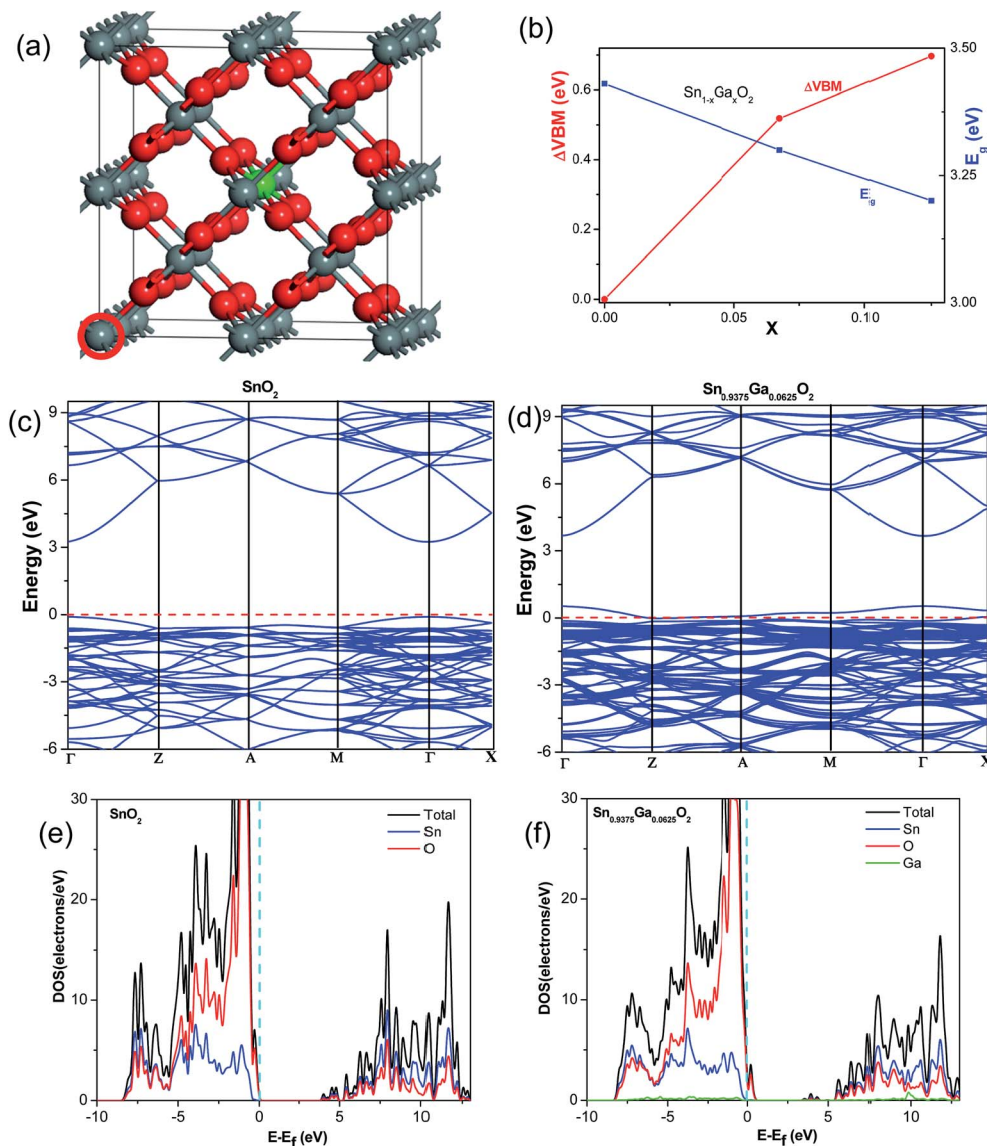 (a)
(b)
ΔVBM (eV)
0.6
0.4
0.2
0.0
Sn1-xGaxO2
ΔVBM
Eg
3.50
3.25
3.00
Eg (eV)
0.00
0.05
0.10
X
(c)
SnO2
Energy (eV)
9
6
3
0
-3
-6
Γ Z A M Γ X
(d)
Sn0.9375Ga0.0625O2
Energy (eV)
9
6
3
0
-3
-6
Γ Z A M Γ X
(e)
SnO2
Total
Sn
O
DOS(electrons/eV)
30
20
10
0
-10 -5 0 5 10
E-Ef (eV)
(f)
Sn0.9375Ga0.0625O2
Total
Sn
O
Ga
DOS(electrons/eV)
30
20
10
0
-10 -5 0 5 10
E-Ef (eV)